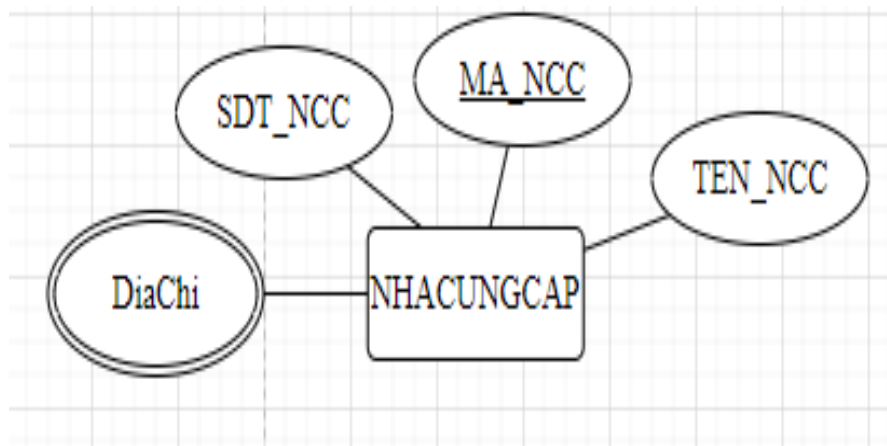 MA_NCC
SDT_NCC
TEN_NCC
DiaChi
NHACUNGCAP